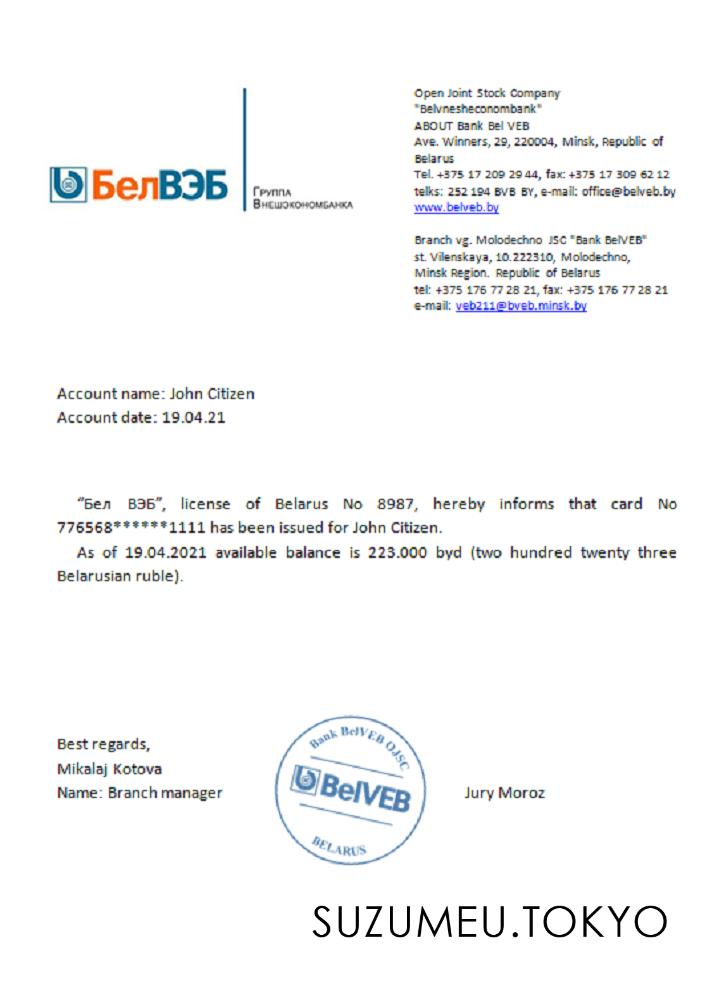 БелВЭБ
Группа
Внешэкономбанка
Open Joint Stock Company
"Belvnesheconombank"
ABOUT Bank Bel VEB
Ave. Winners, 29, 220004, Minsk, Republic of
Belarus
Tel. +375 17 209 29 44, fax: +375 17 309 62 12
telks: 252 194 BVB BY, e-mail: office@belveb.by
www.belveb.by
Branch vg. Molodechno JSC "Bank BelVEB"
st. Vilenskaya, 10.222310, Molodechno,
Minsk Region. Republic of Belarus
tel: +375 176 77 28 21, fax: +375 176 77 28 21
e-mail: veb211@bveb.minsk.by
Account name: John Citizen
Account date: 19.04.21
“Бел ВЭБ”, license of Belarus No 8987, hereby informs that card No
776568******1111 has been issued for John Citizen.
As of 19.04.2021 available balance is 223.000 byd (two hundred twenty three
Belarusian ruble).
Best regards,
Mikalaj Kotova
Name: Branch manager
Bank BelVEB OJSC
BelVEB
BELARUS
Jury Moroz
SUZUMEU.TOKYO